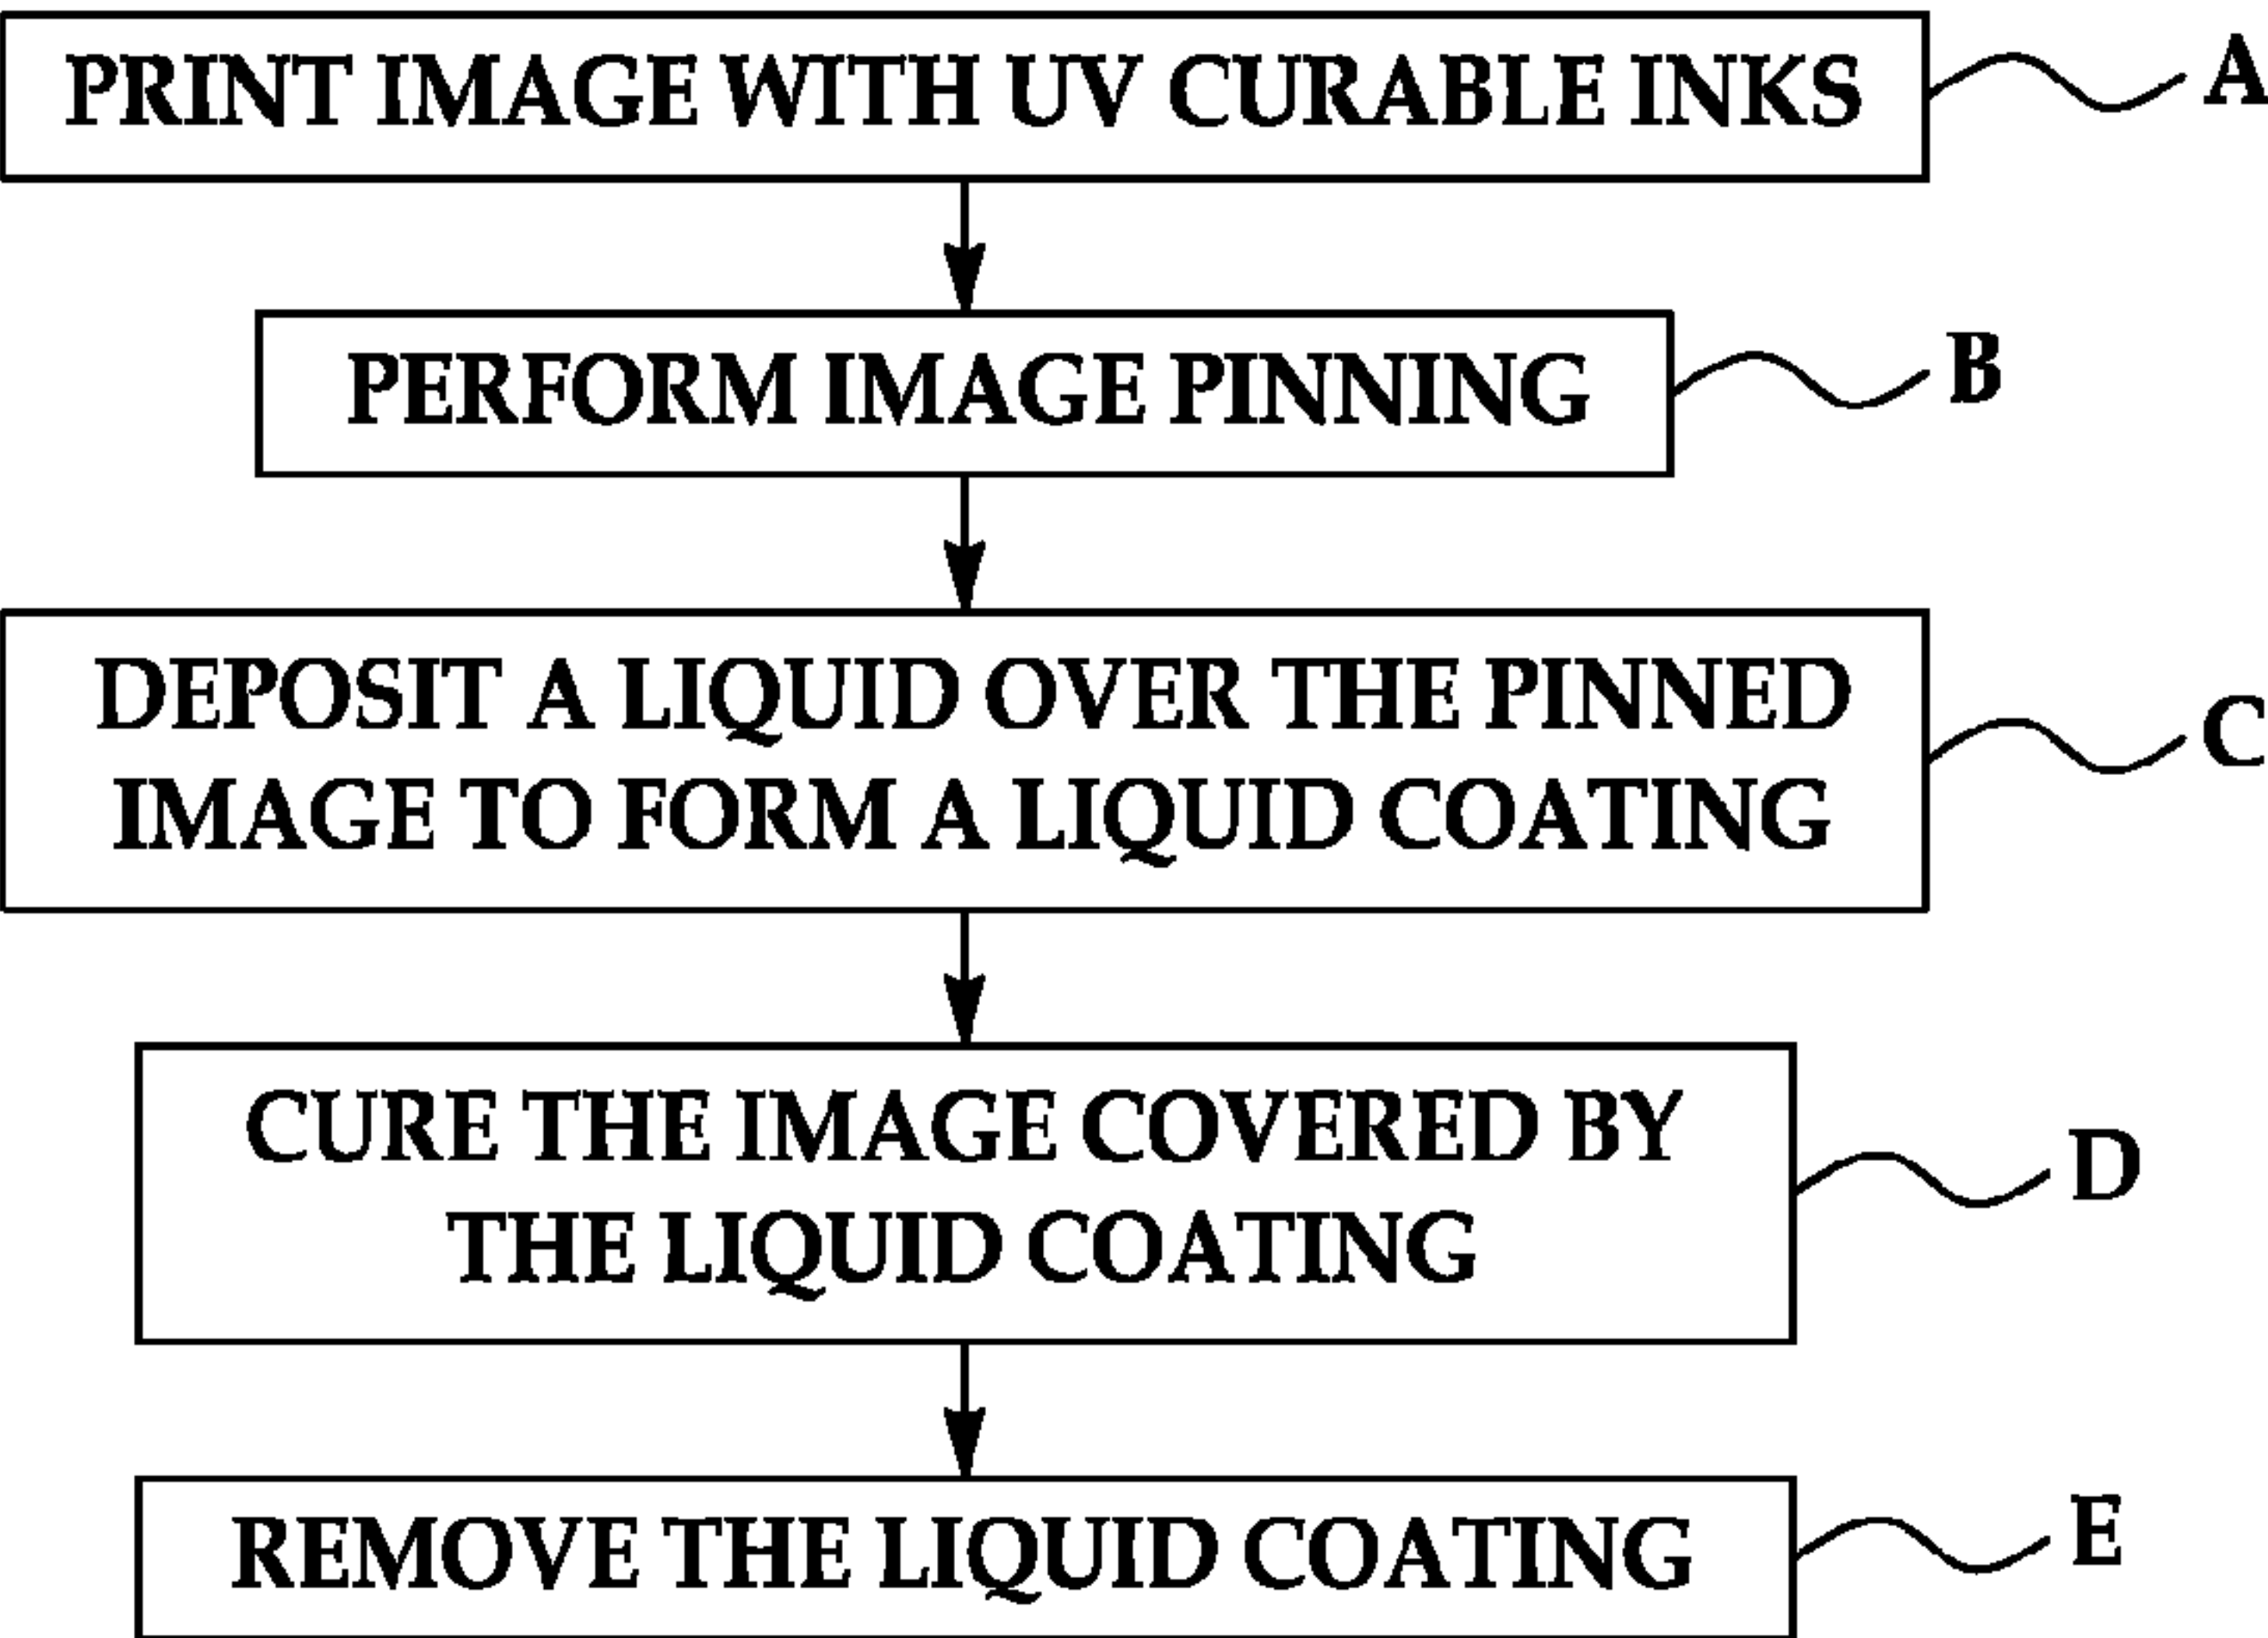 PRINT IMAGE WITH UV CURABLE INKS
A
PERFORM IMAGE PINNING
B
DEPOSIT A LIQUID OVER THE PINNED
IMAGE TO FORM A LIQUID COATING
C
CURE THE IMAGE COVERED BY
THE LIQUID COATING
D
REMOVE THE LIQUID COATING
E